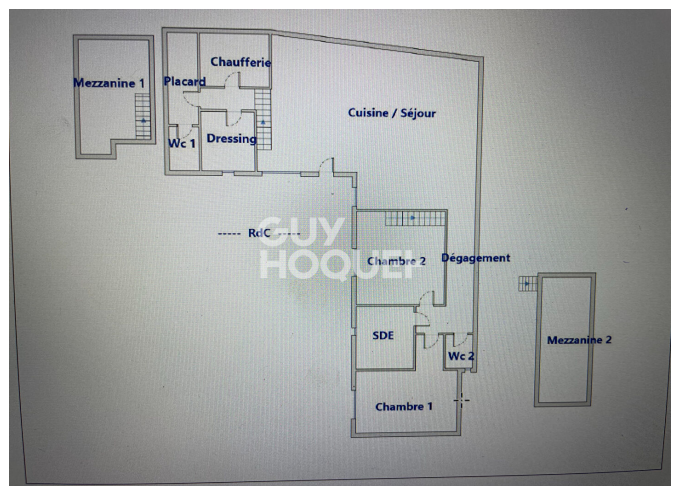 Chaufferie
Mezzanine 1
Placard
Cuisine / Séjour
Wc 1
Dressing
RdC
GUY
HOQUET
Chambre 2
Dégagement
SDE
Wc 2
Mezzanine 2
Chambre 1